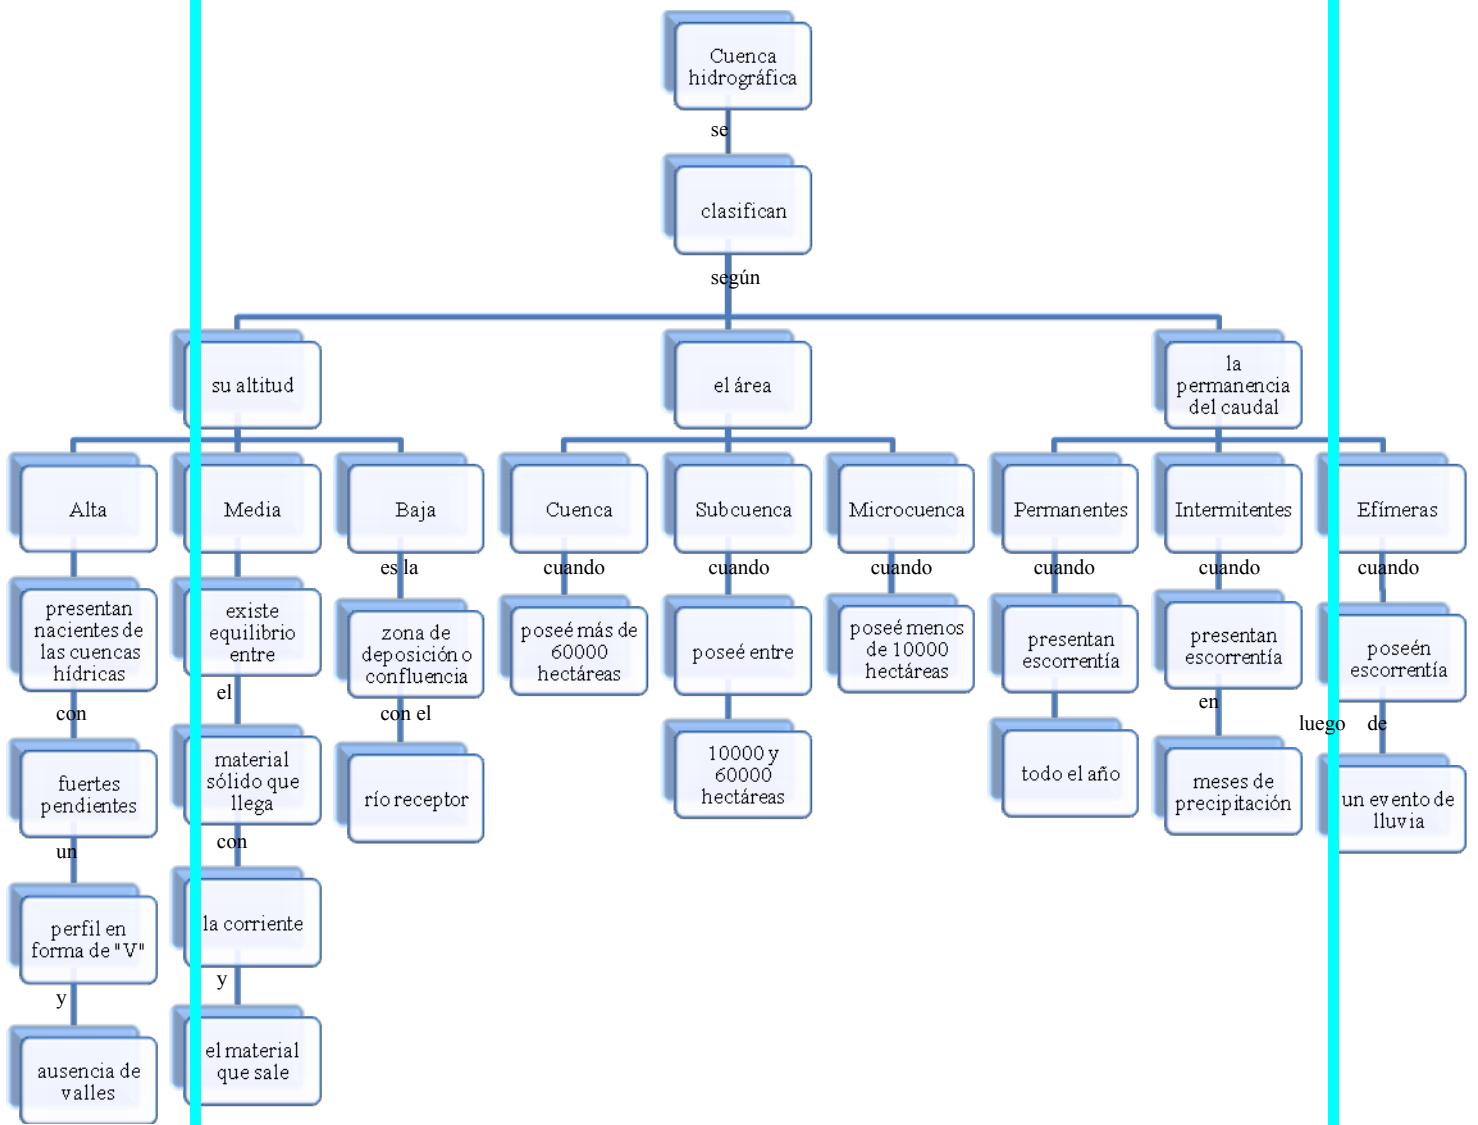 Cuenca
hidrográfica
se
clasifican
según
su altitud
el área
la
permanencia
del caudal
Alta
Media
Baja
Cuenca
Subcuenca
Microcuenca
Permanentes
Intermitentes
Efímeras
es la
cuando
cuando
cuando
cuando
cuando
cuando
presentan
nacientes de
las cuencas
hídricas
existe
equilibrio
entre
zona de
deposición o
confluencia
poseé más de
60000
hectáreas
poseé entre
poseé menos
de 10000
hectáreas
presentan
escorrentía
presentan
escorrentía
poseén
escorrentía
con
el
con el
en
luego de
fuertes
pendientes
material
sólido que
llega
río receptor
10000 y
60000
hectáreas
todo el año
meses de
precipitación
un evento de
lluvia
un
con
perfil en
forma de "V"
la corriente
y
y
ausencia de
valles
el material
que sale